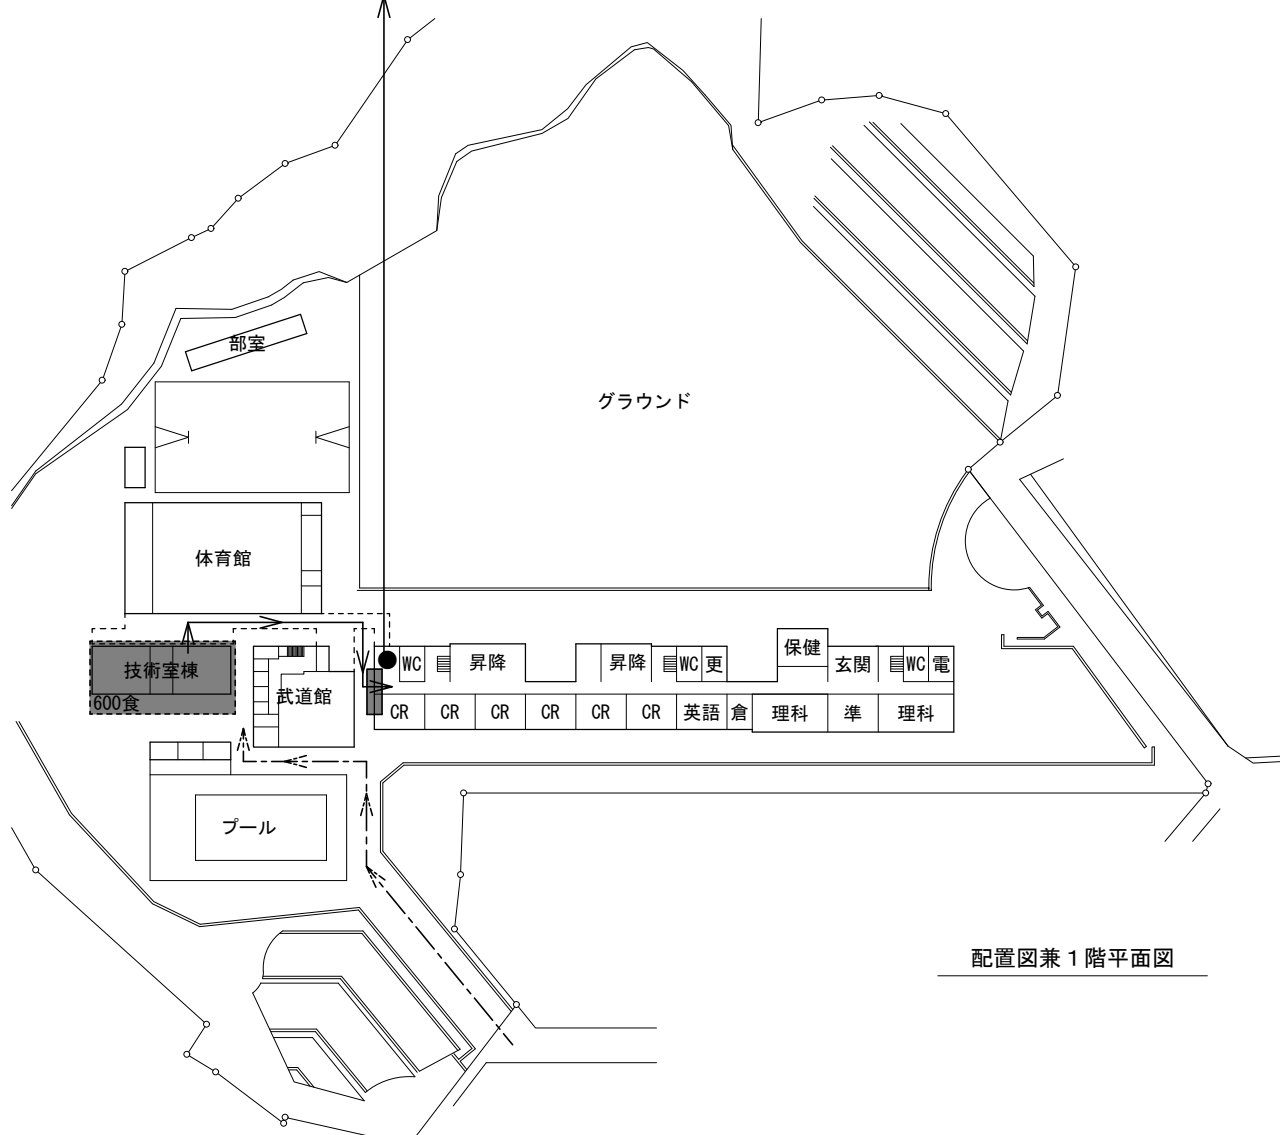 部室
グラウンド
体育館
保健
WC
昇降
昇降
WC
更
玄関
WC
電
技術室棟
600食
武道館
CR
CR
CR
CR
CR
CR
英語
倉
理科
準
理科
プール
配置図兼１階平面図